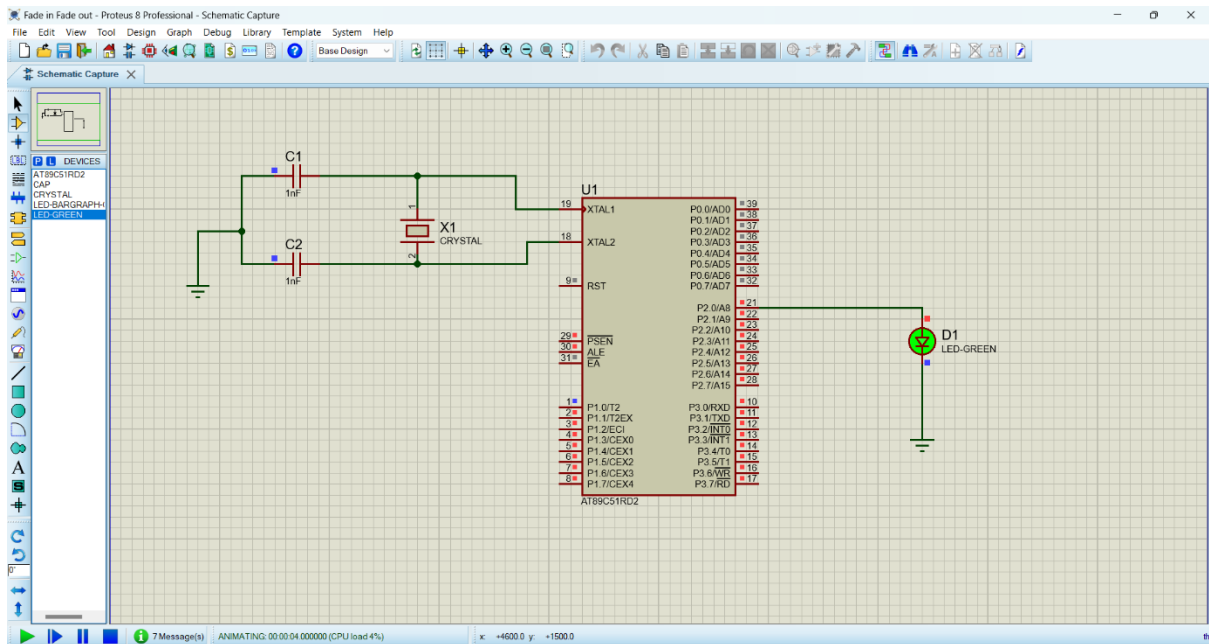 Fade in Fade out - Proteus 8 Professional - Schematic Capture
File Edit View Tool Design Graph Debug Library Template System Help
Base Design
Schematic Capture
P L DEVICES
AT89C51RD2
CAP
CRYSTAL
LED-BARGRAPH-
LED-GREEN
C1
1nF
C2
1nF
1
X1
CRYSTAL
2
U1
19 XTAL1
18 XTAL2
9 RST
29 PSEN
30 ALE
31 EA
1 P1.0/T2
2 P1.1/T2EX
3 P1.2/ECI
4 P1.3/CEX0
5 P1.4/CEX1
6 P1.5/CEX2
7 P1.6/CEX3
8 P1.7/CEX4
P0.0/AD0 39
P0.1/AD1 38
P0.2/AD2 37
P0.3/AD3 36
P0.4/AD4 35
P0.5/AD5 34
P0.6/AD6 33
P0.7/AD7 32
P2.0/A8 21
P2.1/A9 22
P2.2/A10 23
P2.3/A11 24
P2.4/A12 25
P2.5/A13 26
P2.6/A14 27
P2.7/A15 28
P3.0/RXD 10
P3.1/TXD 11
P3.2/INT0 12
P3.3/INT1 13
P3.4/T0 14
P3.5/T1 15
P3.6/WR 16
P3.7/RD 17
AT89C51RD2
D1
LED-GREEN
A
S
0°
7 Message(s) ANIMATING: 00:00:04.000000 (CPU load 4%) x: +4600.0 y: +1500.0 th